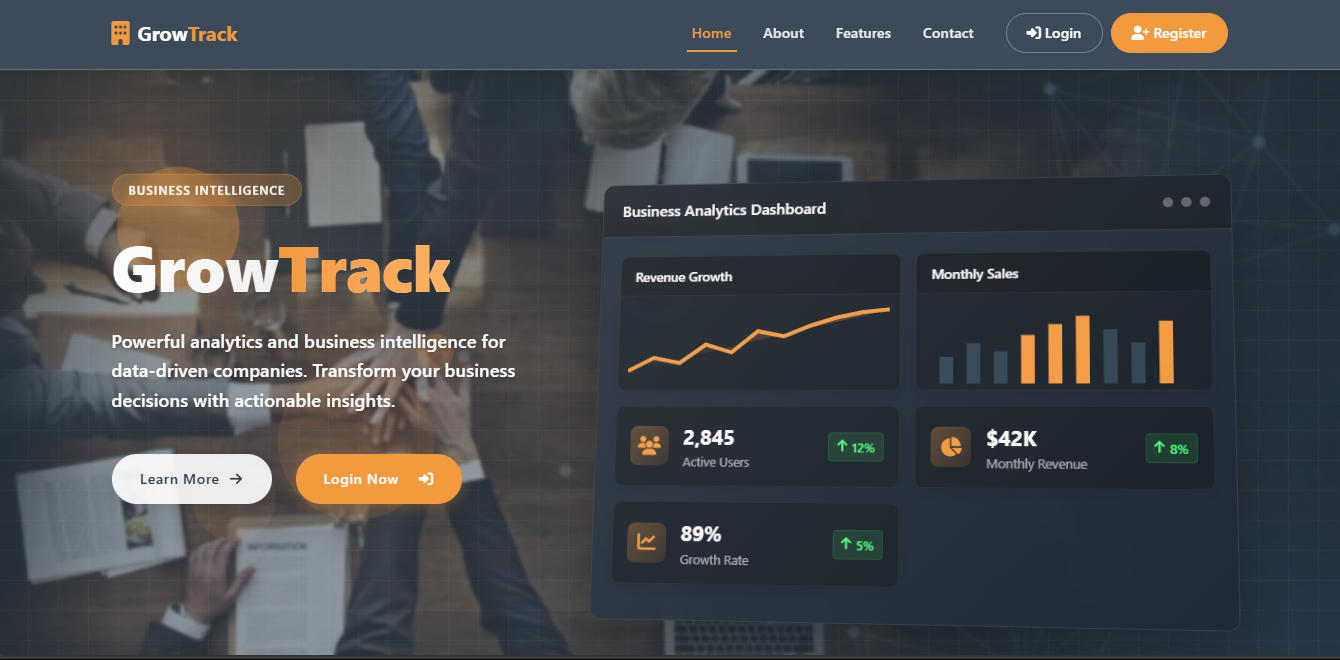 GrowTrack
Home
About
Features
Contact
Login
Register
BUSINESS INTELLIGENCE
GrowTrack
Powerful analytics and business intelligence for
data-driven companies. Transform your business
decisions with actionable insights.
Learn More
Login Now
Business Analytics Dashboard
Revenue Growth
Monthly Sales
2,845
Active Users
12%
$42K
Monthly Revenue
8%
89%
Growth Rate
5%
INFORMATION